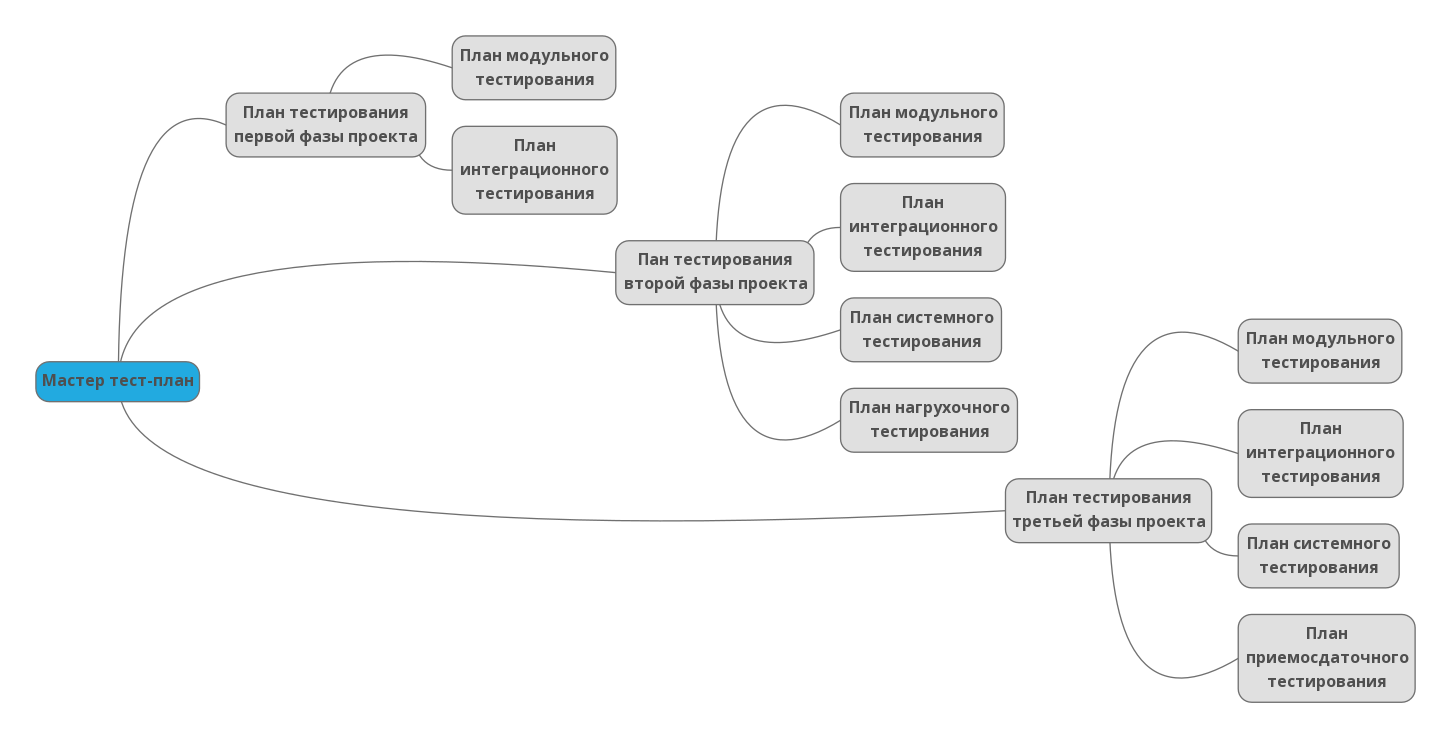 Мастер тест-план
План тестирования
первой фазы проекта
План модульного
тестирования
План
интеграционного
тестирования
Пан тестирования
второй фазы проекта
План модульного
тестирования
План
интеграционного
тестирования
План системного
тестирования
План нагрухочного
тестирования
План тестирования
третьей фазы проекта
План модульного
тестирования
План
интеграционного
тестирования
План системного
тестирования
План
приемосдаточного
тестирования